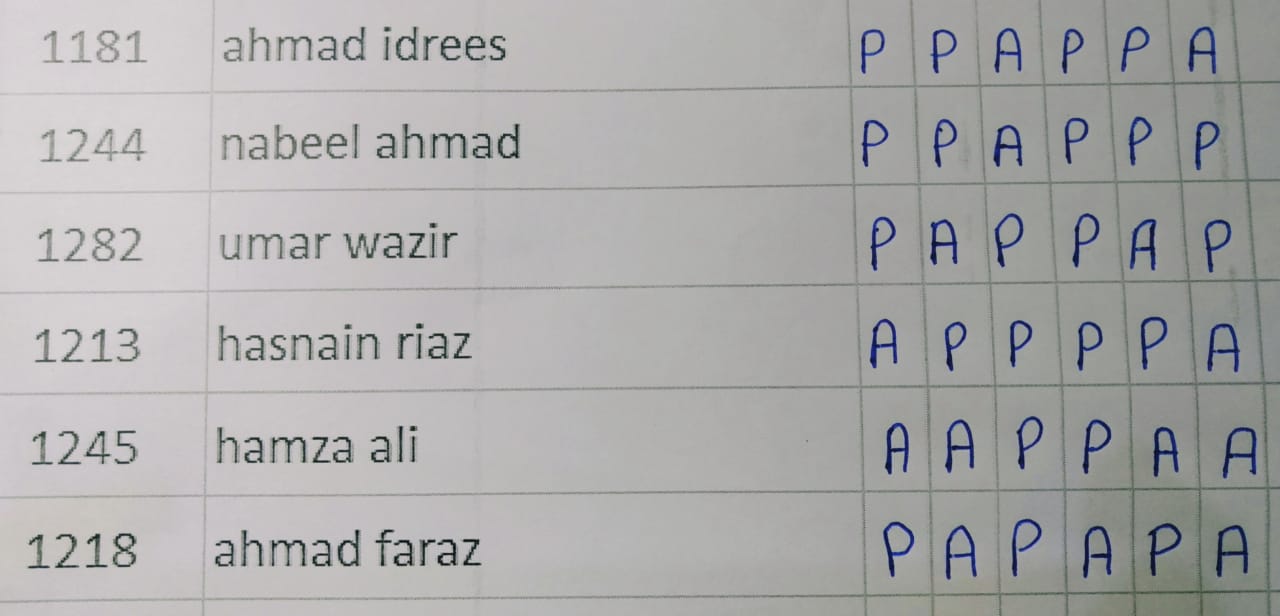 1181 ahmad idrees P P A P P A
1244 nabeel ahmad P P A P P P
1282 umar wazir P A P P A P
1213 hasnain riaz A P P P P A
1245 hamza ali A A P P A A
1218 ahmad faraz P A P A P A